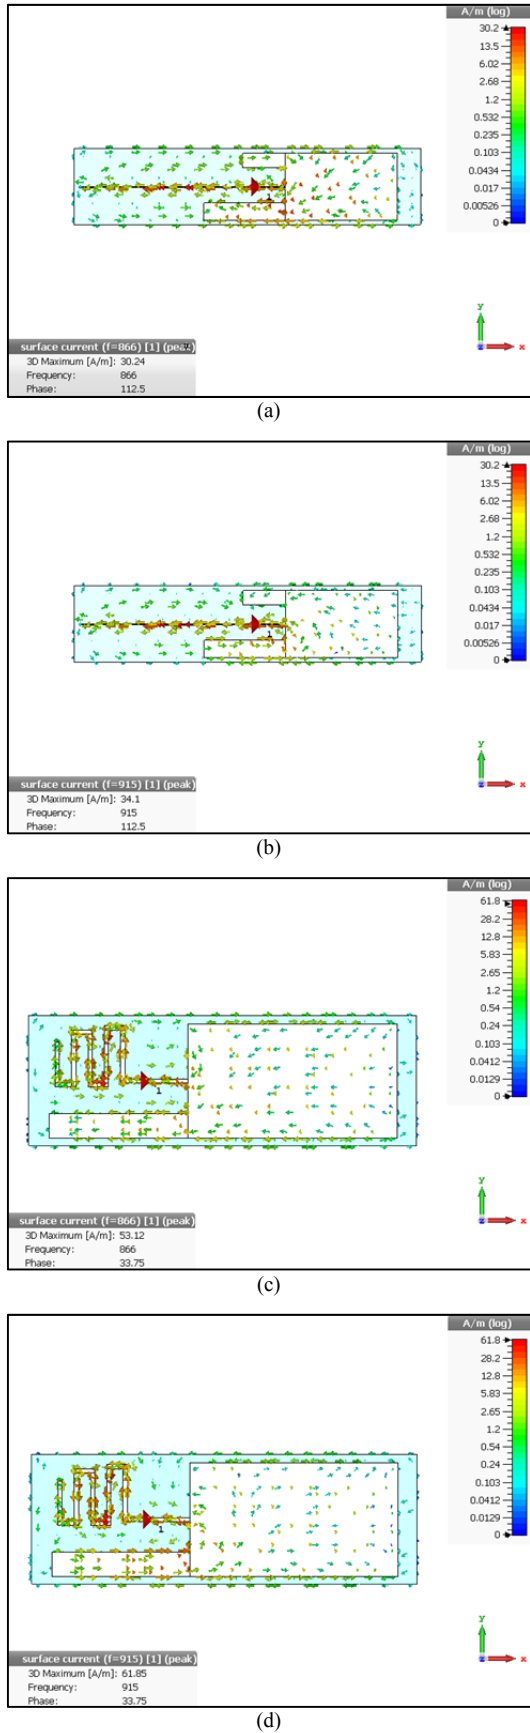 A/m (log)
30.2
13.5
6.02
2.68
1.2
0.532
0.235
0.103
0.0434
0.017
0.00526
0
1
y
x
surface current (f=866) [1] (peak)
3D Maximum [A/m]: 30.24
Frequency: 866
Phase: 112.5
(a)
A/m (log)
30.2
13.5
6.02
2.68
1.2
0.532
0.235
0.103
0.0434
0.017
0.00526
0
1
y
x
surface current (f=915) [1] (peak)
3D Maximum [A/m]: 34.1
Frequency: 915
Phase: 112.5
(b)
A/m (log)
61.8
28.2
12.8
5.83
2.65
1.2
0.54
0.24
0.103
0.0412
0.0129
0
1
y
x
surface current (f=866) [1] (peak)
3D Maximum [A/m]: 53.12
Frequency: 866
Phase: 33.75
(c)
A/m (log)
61.8
28.2
12.8
5.83
2.65
1.2
0.54
0.24
0.103
0.0412
0.0129
0
1
y
x
surface current (f=915) [1] (peak)
3D Maximum [A/m]: 61.85
Frequency: 915
Phase: 33.75
(d)